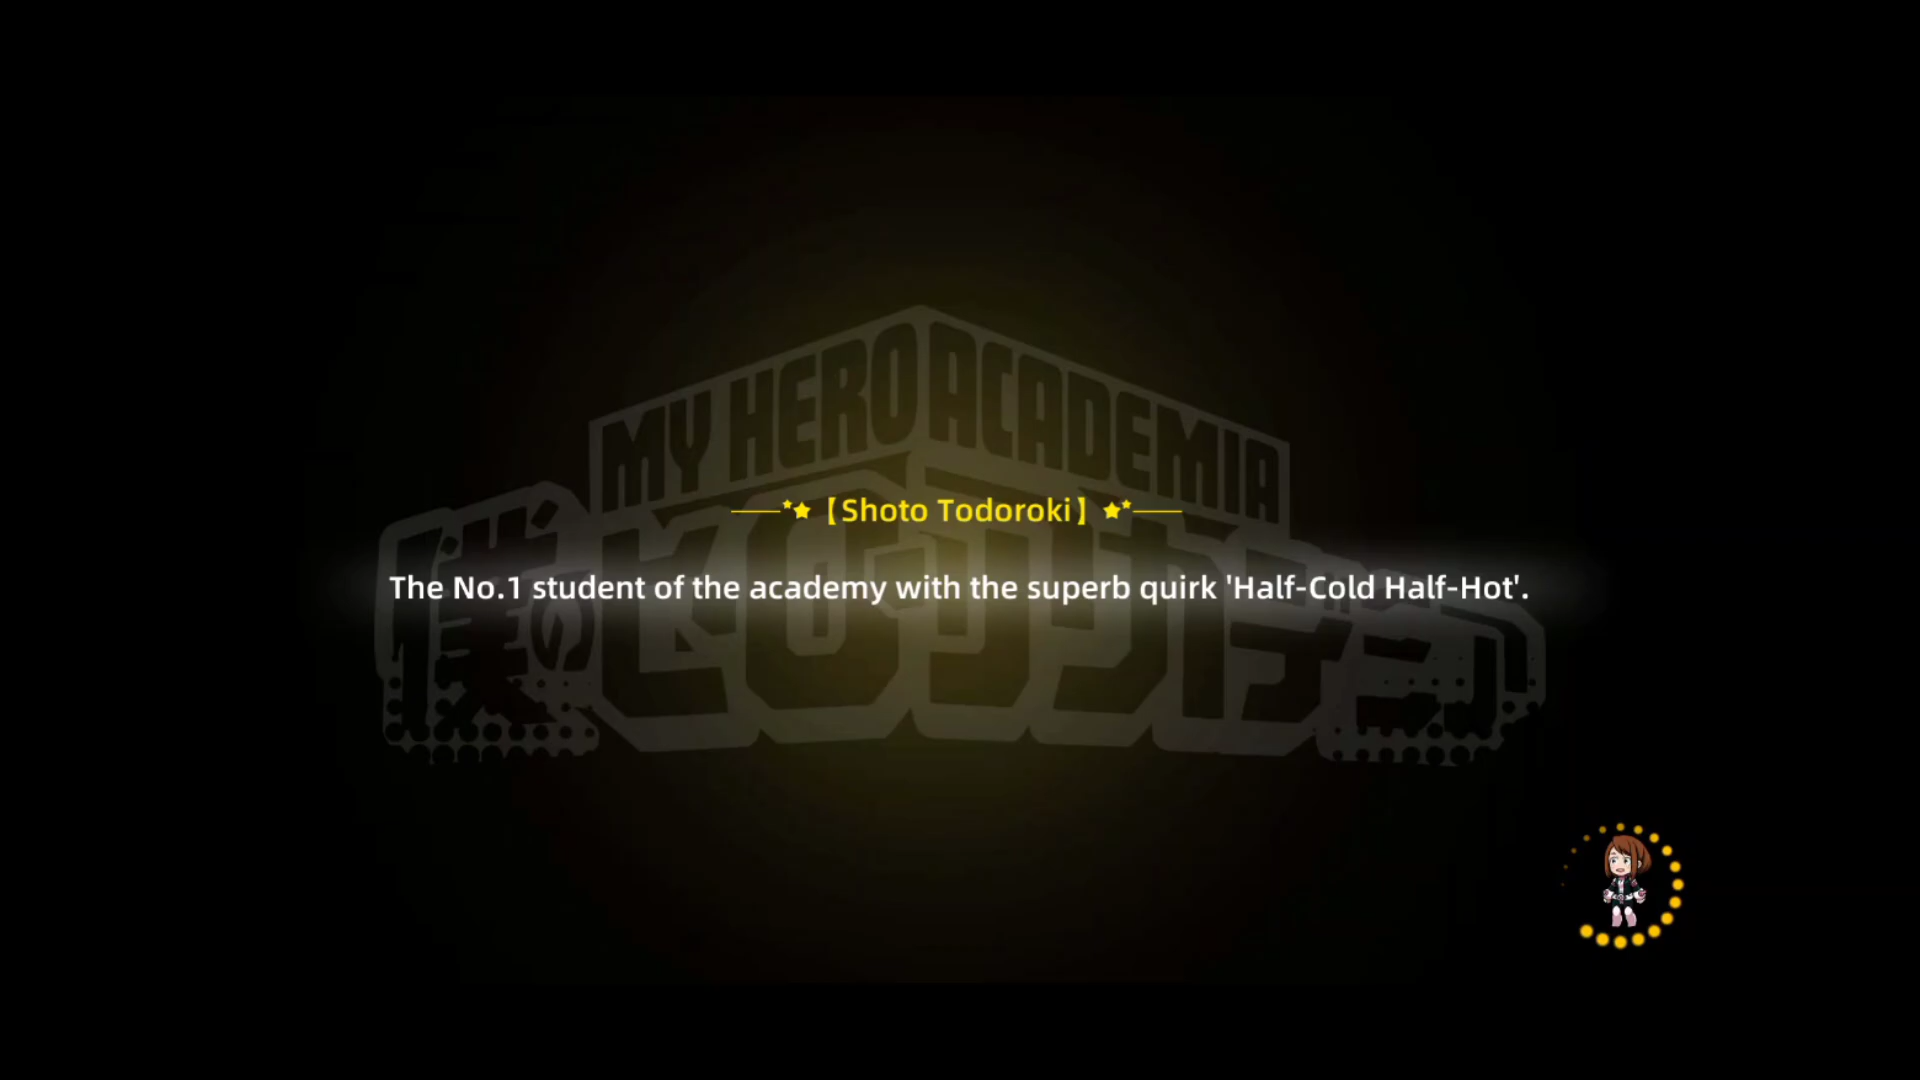 MY HERO ACADEMIA
【Shoto Todoroki】
僕のヒーローアカデミア
The No.1 student of the academy with the superb quirk 'Half-Cold Half-Hot'.